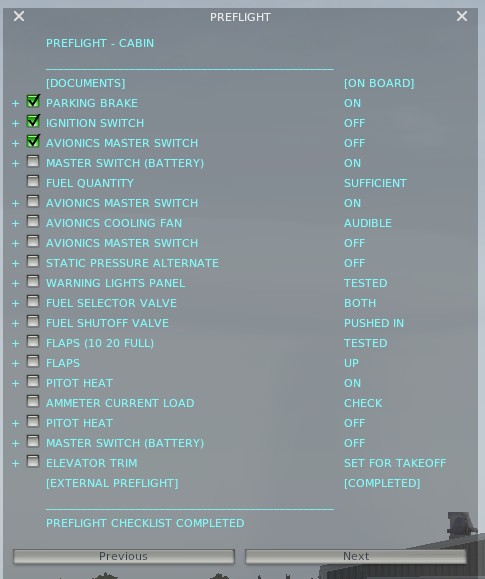 PREFLIGHT
PREFLIGHT - CABIN
[DOCUMENTS] [ON BOARD]
+ PARKING BRAKE ON
+ IGNITION SWITCH OFF
+ AVIONICS MASTER SWITCH OFF
+ MASTER SWITCH (BATTERY) ON
FUEL QUANTITY SUFFICIENT
+ AVIONICS MASTER SWITCH ON
+ AVIONICS COOLING FAN AUDIBLE
+ AVIONICS MASTER SWITCH OFF
+ STATIC PRESSURE ALTERNATE OFF
+ WARNING LIGHTS PANEL TESTED
+ FUEL SELECTOR VALVE BOTH
+ FUEL SHUTOFF VALVE PUSHED IN
+ FLAPS (10 20 FULL) TESTED
+ FLAPS UP
+ PITOT HEAT ON
AMMETER CURRENT LOAD CHECK
+ PITOT HEAT OFF
+ MASTER SWITCH (BATTERY) OFF
+ ELEVATOR TRIM SET FOR TAKEOFF
[EXTERNAL PREFLIGHT] [COMPLETED]
PREFLIGHT CHECKLIST COMPLETED
Previous Next